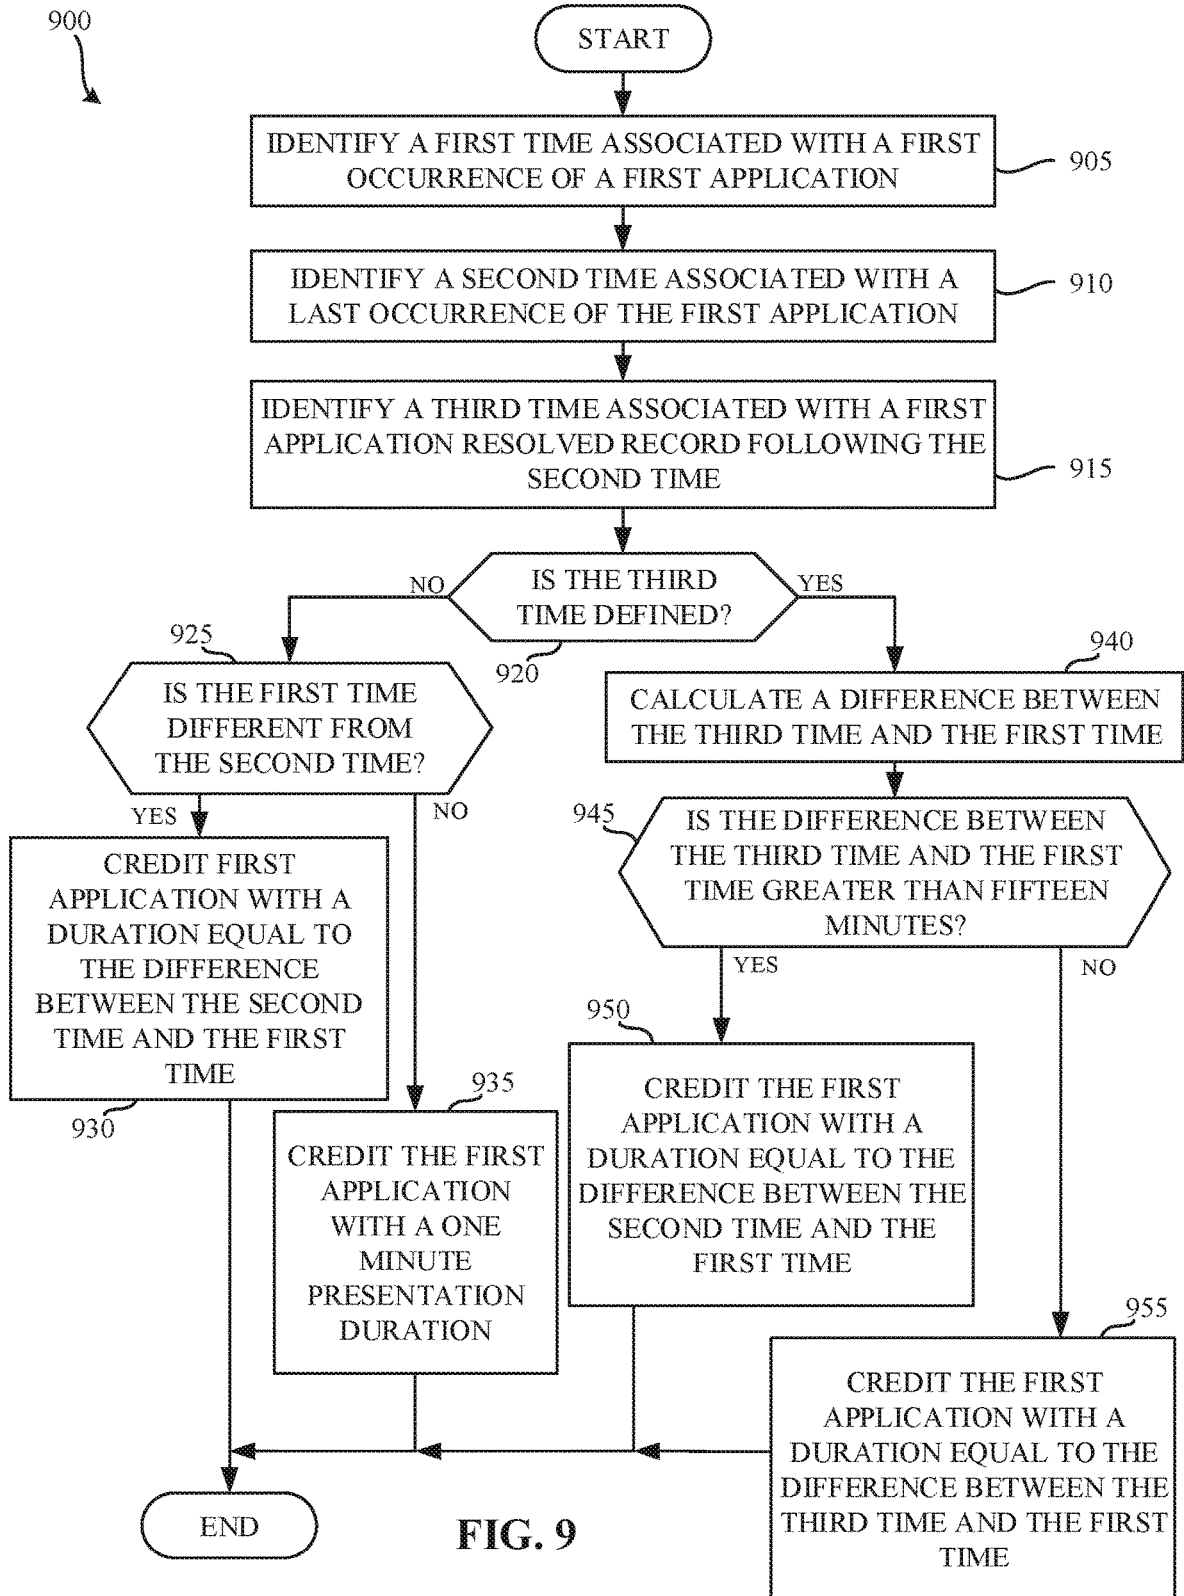 900
START
IDENTIFY A FIRST TIME ASSOCIATED WITH A FIRST
OCCURRENCE OF A FIRST APPLICATION
905
IDENTIFY A SECOND TIME ASSOCIATED WITH A
LAST OCCURRENCE OF THE FIRST APPLICATION
910
IDENTIFY A THIRD TIME ASSOCIATED WITH A FIRST
APPLICATION RESOLVED RECORD FOLLOWING THE
SECOND TIME
915
IS THE THIRD
TIME DEFINED?
NO
YES
920
925
IS THE FIRST TIME
DIFFERENT FROM
THE SECOND TIME?
940
CALCULATE A DIFFERENCE BETWEEN
THE THIRD TIME AND THE FIRST TIME
YES
NO
945
IS THE DIFFERENCE BETWEEN
THE THIRD TIME AND THE FIRST
TIME GREATER THAN FIFTEEN
MINUTES?
CREDIT FIRST
APPLICATION WITH A
DURATION EQUAL TO
THE DIFFERENCE
BETWEEN THE SECOND
TIME AND THE FIRST
TIME
930
YES
NO
935
CREDIT THE FIRST
APPLICATION
WITH A ONE
MINUTE
PRESENTATION
DURATION
950
CREDIT THE FIRST
APPLICATION WITH A
DURATION EQUAL TO THE
DIFFERENCE BETWEEN THE
SECOND TIME AND THE
FIRST TIME
955
CREDIT THE FIRST
APPLICATION WITH A
DURATION EQUAL TO THE
DIFFERENCE BETWEEN THE
THIRD TIME AND THE FIRST
TIME
END
FIG. 9